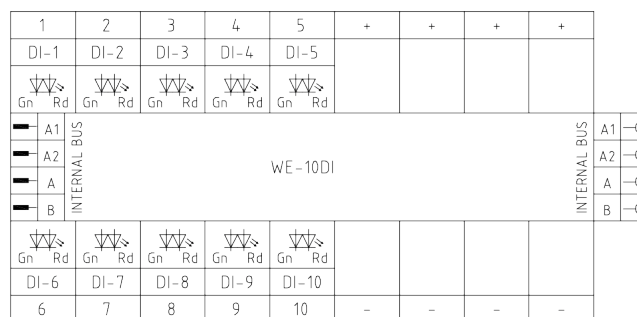 1 2 3 4 5 + + + +
DI-1 DI-2 DI-3 DI-4 DI-5
Gn Rd Gn Rd Gn Rd Gn Rd Gn Rd
A1 INTERNAL BUS WE-10DI INTERNAL BUS A1
A2 A2
A A
B B
Gn Rd Gn Rd Gn Rd Gn Rd Gn Rd
DI-6 DI-7 DI-8 DI-9 DI-10
6 7 8 9 10 - - - -